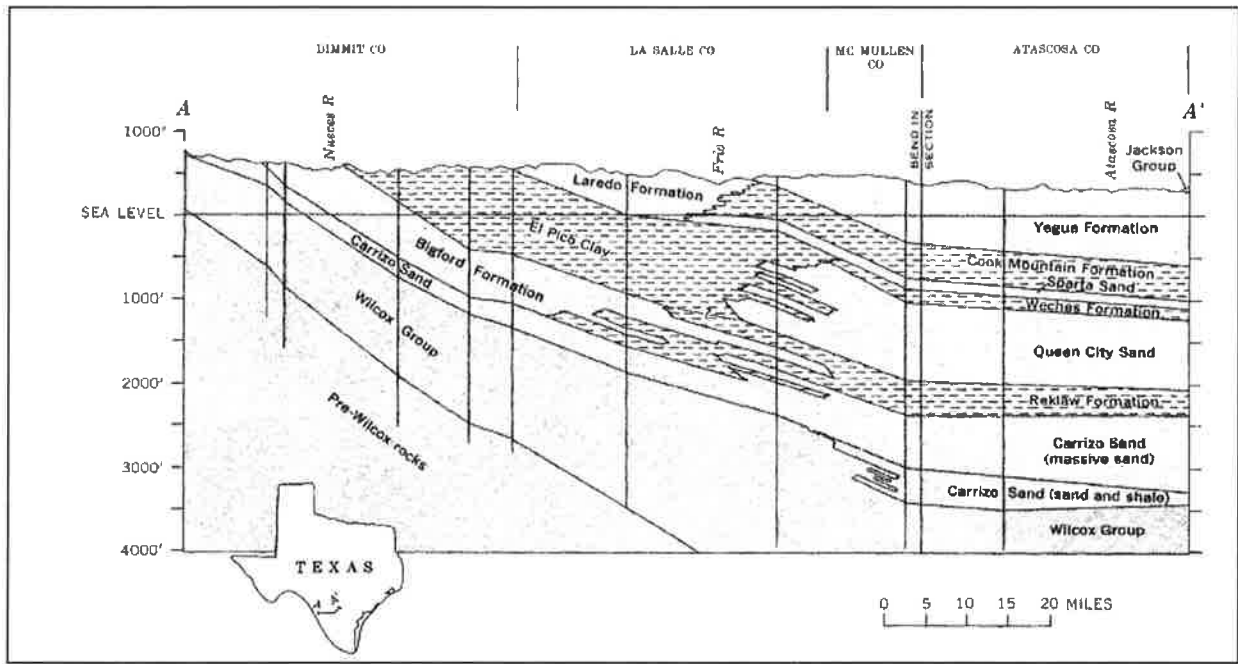 DIMMIT CO
LA SALLE CO
MC MULLEN
CO
ATASCOSA CO
A
Nueces R
Frio R
BEND IN
SECTION
Atascosa R
A'
1000'
Jackson
Group
Laredo Formation
SEA LEVEL
Yegua Formation
El Pico Clay
Cook Mountain Formation
Sparta Sand
Bigford Formation
Carrizo Sand
Weches Formation
1000'
Wilcox Group
Queen City Sand
2000'
Reklaw Formation
Pre-Wilcox rocks
Carrizo Sand
(massive sand)
3000'
Carrizo Sand (sand and shale)
Wilcox Group
4000'
TEXAS
A
A'
0 5 10 15 20 MILES